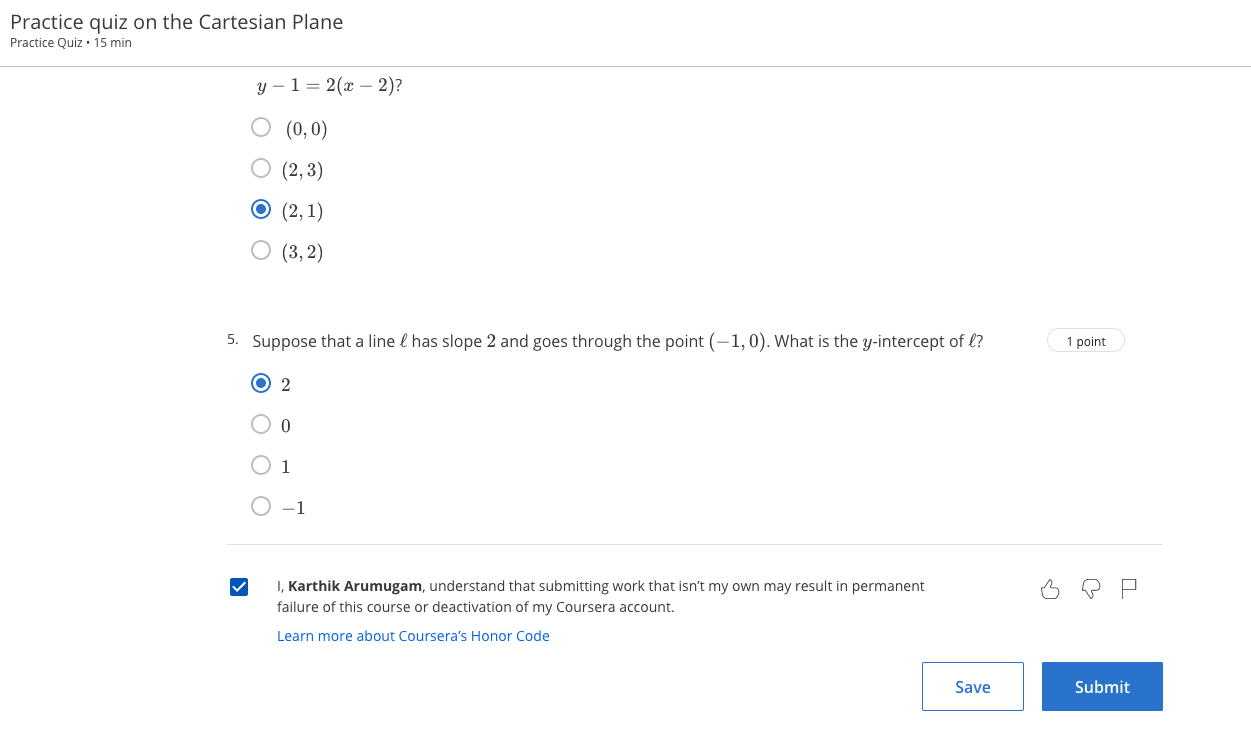 Practice quiz on the Cartesian Plane
Practice Quiz • 15 min
y − 1 = 2(x − 2)?
(0, 0)
(2, 3)
(2, 1)
(3, 2)
5. Suppose that a line ℓ has slope 2 and goes through the point (−1, 0). What is the y-intercept of ℓ?
1 point
2
0
1
−1
I, Karthik Arumugam, understand that submitting work that isn’t my own may result in permanent
failure of this course or deactivation of my Coursera account.
Learn more about Coursera’s Honor Code
Save
Submit